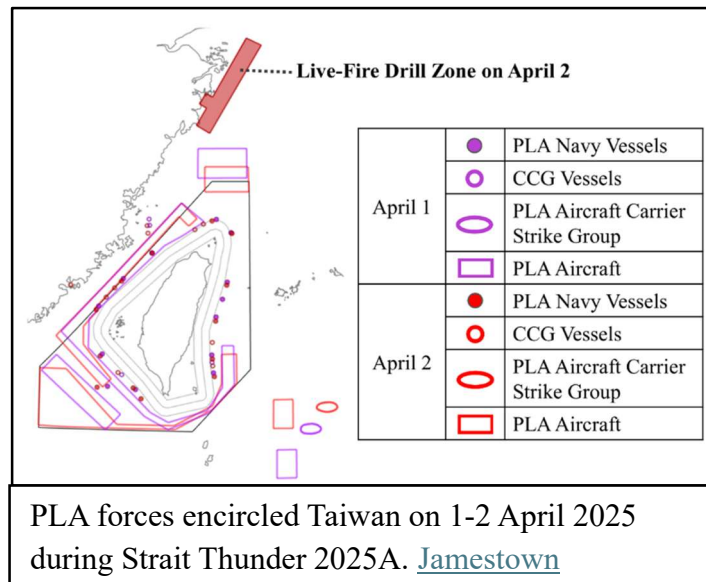 Live-Fire Drill Zone on April 2
April 1
PLA Navy Vessels
CCG Vessels
PLA Aircraft Carrier
Strike Group
PLA Aircraft
April 2
PLA Navy Vessels
CCG Vessels
PLA Aircraft Carrier
Strike Group
PLA Aircraft
PLA forces encircled Taiwan on 1-2 April 2025
during Strait Thunder 2025A. Jamestown